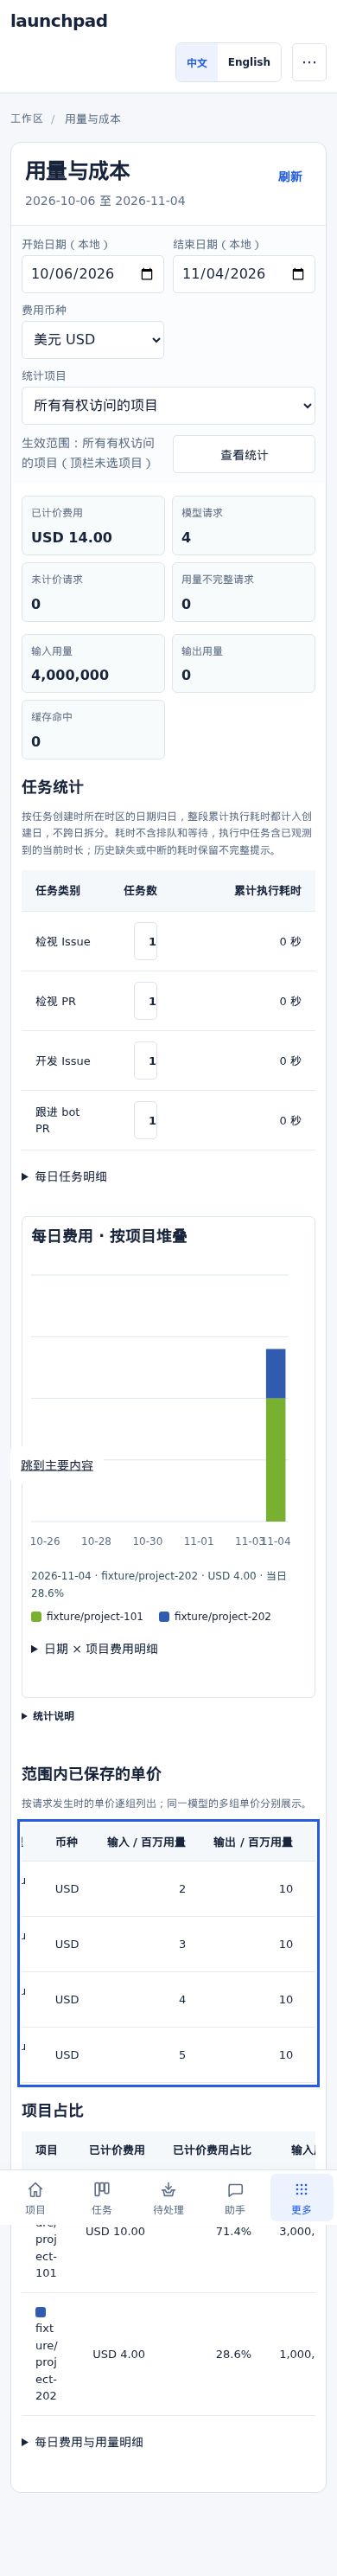 launchpad
中文 English ···
工作区 / 用量与成本
用量与成本
刷新
2026-10-06 至 2026-11-04
开始日期（本地） 结束日期（本地）
10/06/2026 11/04/2026
费用币种
美元 USD
统计项目
所有有权访问的项目
生效范围：所有有权访问
的项目（顶栏未选项目）
查看统计
已计价费用 模型请求
USD 14.00 4
未计价请求 用量不完整请求
0 0
输入用量 输出用量
4,000,000 0
缓存命中
0
任务统计
按任务创建时所在时区的日期归日，整段累计执行耗时都计入创
建日，不跨日拆分。耗时不含排队和等待，执行中任务含已观测
到的当前时长；历史缺失或中断的耗时保留不完整提示。
任务类别 任务数 累计执行耗时
检视 Issue 1 0 秒
检视 PR 1 0 秒
开发 Issue 1 0 秒
跟进 bot
PR
1 0 秒
每日任务明细
每日费用 · 按项目堆叠
跳到主要内容
10-26 10-28 10-30 11-01 11-03 11-04
2026-11-04 · fixture/project-202 · USD 4.00 · 当日
28.6%
fixture/project-101 fixture/project-202
日期 × 项目费用明细
统计说明
范围内已保存的单价
按请求发生时的单价逐组列出；同一模型的多组单价分别展示。
币种 输入 / 百万用量 输出 / 百万用量
USD 2 10
USD 3 10
USD 4 10
USD 5 10
项目占比
项目 已计价费用 已计价费用占比 输入
项目 任务 待处理 助手 更多
proj
ect-
101
USD 10.00 71.4% 3,000,
fixt
ure/
proj
ect-
202
USD 4.00 28.6% 1,000,
每日费用与用量明细